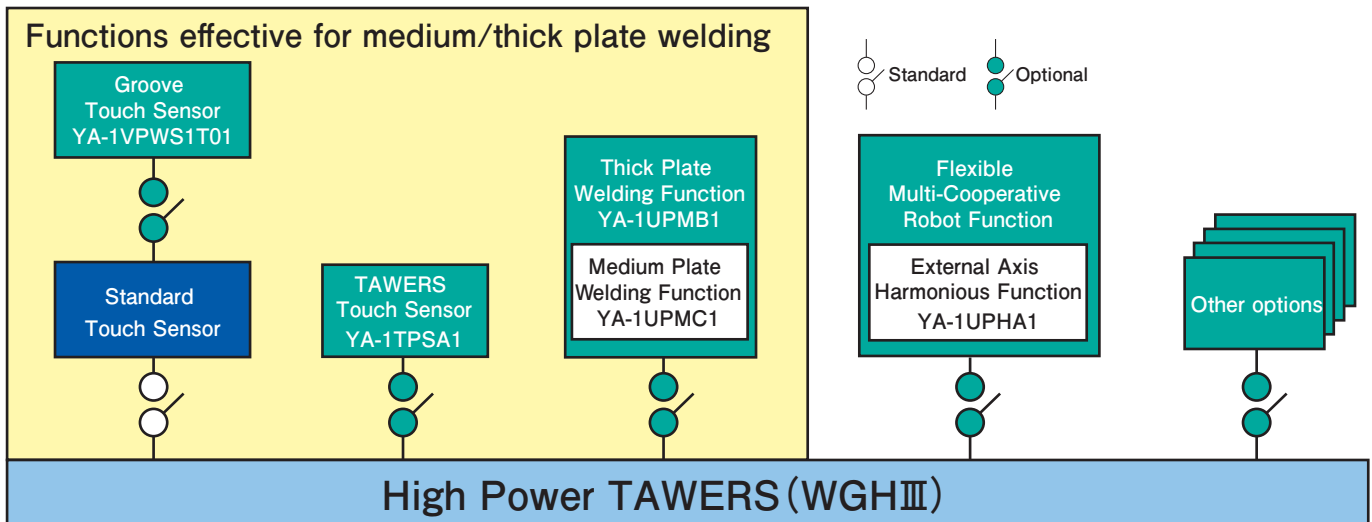 Functions effective for medium/thick plate welding
Standard
Optional
Groove
Touch Sensor
YA-1VPWS1T01
Standard
Touch Sensor
TAWERS
Touch Sensor
YA-1TPSA1
Thick Plate
Welding Function
YA-1UPMB1
Medium Plate
Welding Function
YA-1UPMC1
Flexible
Multi-Cooperative
Robot Function
External Axis
Harmonious Function
YA-1UPHA1
Other options
High Power TAWERS(WGHⅢ)